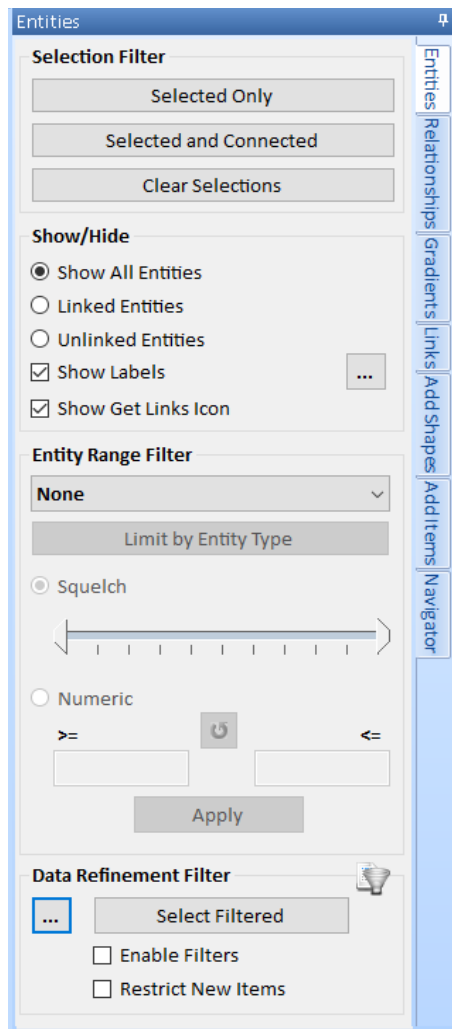 Entities
Selection Filter
Selected Only
Selected and Connected
Clear Selections
Show/Hide
Show All Entities
Linked Entities
Unlinked Entities
Show Labels
...
Show Get Links Icon
Entity Range Filter
None
Limit by Entity Type
Squelch
Numeric
>=
<=
Apply
Data Refinement Filter
...
Select Filtered
Enable Filters
Restrict New Items
Entities
Relationships
Gradients
Links
Add Shapes
Add Items
Navigator